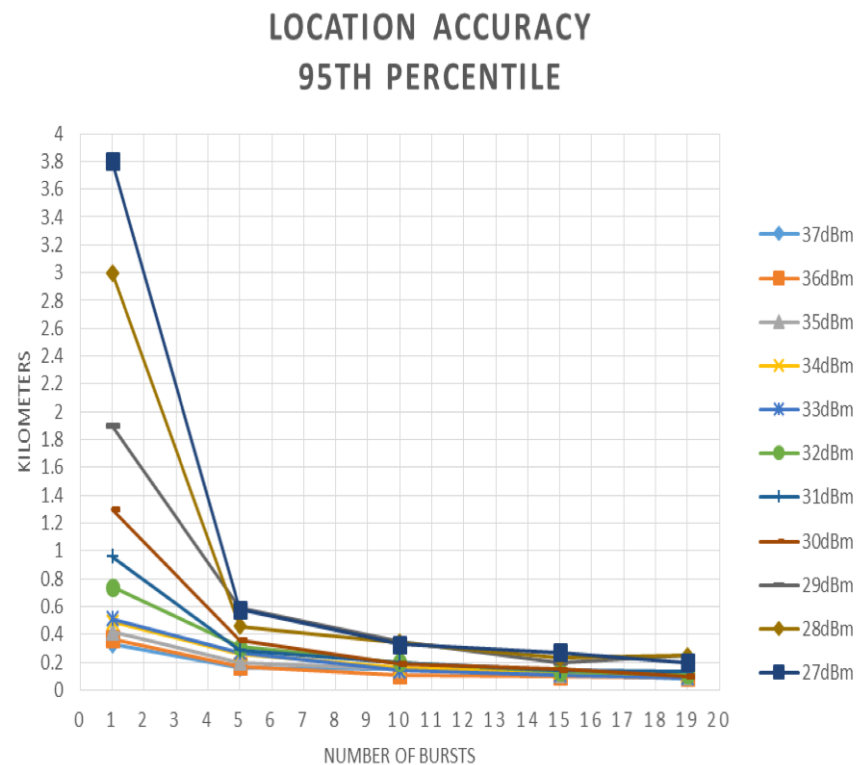 LOCATION ACCURACY
95TH PERCENTILE
4
3.8
3.6
3.4
3.2
3
2.8
2.6
2.4
2.2
2
1.8
1.6
1.4
1.2
1
0.8
0.6
0.4
0.2
0
KILOMETERS
0 1 2 3 4 5 6 7 8 9 10 11 12 13 14 15 16 17 18 19 20
NUMBER OF BURSTS
37dBm
36dBm
35dBm
34dBm
33dBm
32dBm
31dBm
30dBm
29dBm
28dBm
27dBm